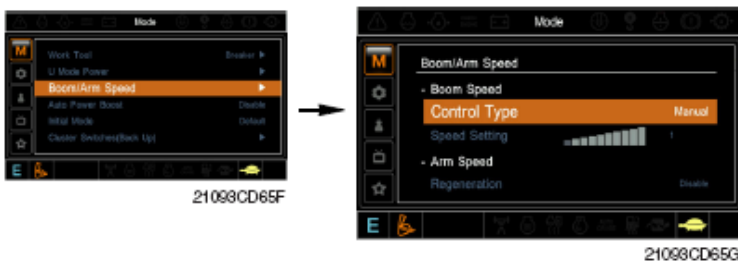 Mode
M
Work Tool Breaker
U Mode Power
Boom/Arm Speed
Auto Power Boost Disable
Initial Mode Default
Cluster Switches(Back Up)
E
21093CD65F
Mode
M
Boom/Arm Speed
- Boom Speed
Control Type Manual
Speed Setting 1
- Arm Speed
Regeneration Disable
E
21093CD65G